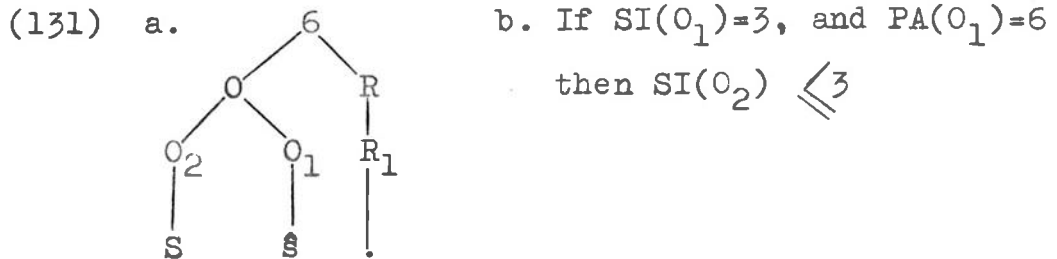 (131) a.
6
O R
O₂ O₁ R₁
S ŝ .
b. If SI(O₁)=3, and PA(O₁)=6
then SI(O₂) ≤3